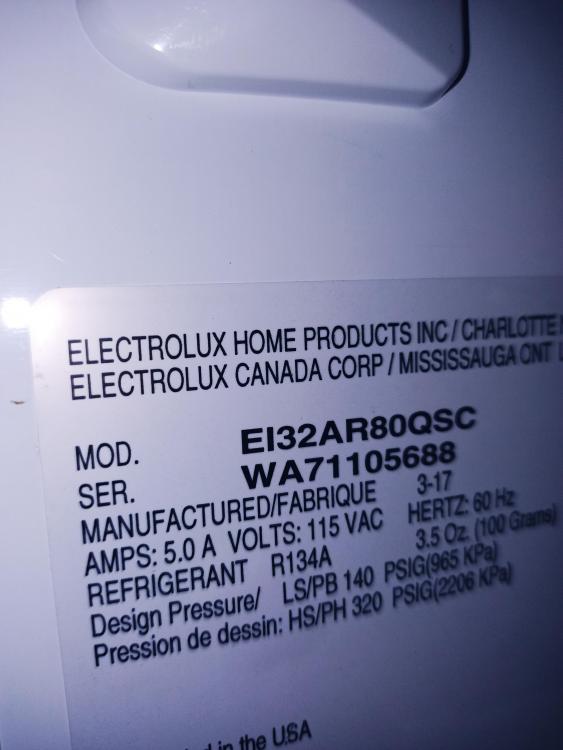 ELECTROLUX HOME PRODUCTS INC / CHARLOTTE
ELECTROLUX CANADA CORP / MISSISSAUGA ONT
MOD. EI32AR80QSC
SER. WA71105688
MANUFACTURED/FABRIQUE 3-17
AMPS: 5.0 A VOLTS: 115 VAC HERTZ: 60 Hz
REFRIGERANT R134A 3.5 Oz. (100 Grams)
Design Pressure/ LS/PB 140 PSIG(965 KPa)
Pression de dessin: HS/PH 320 PSIG(2206 KPa)
in the USA